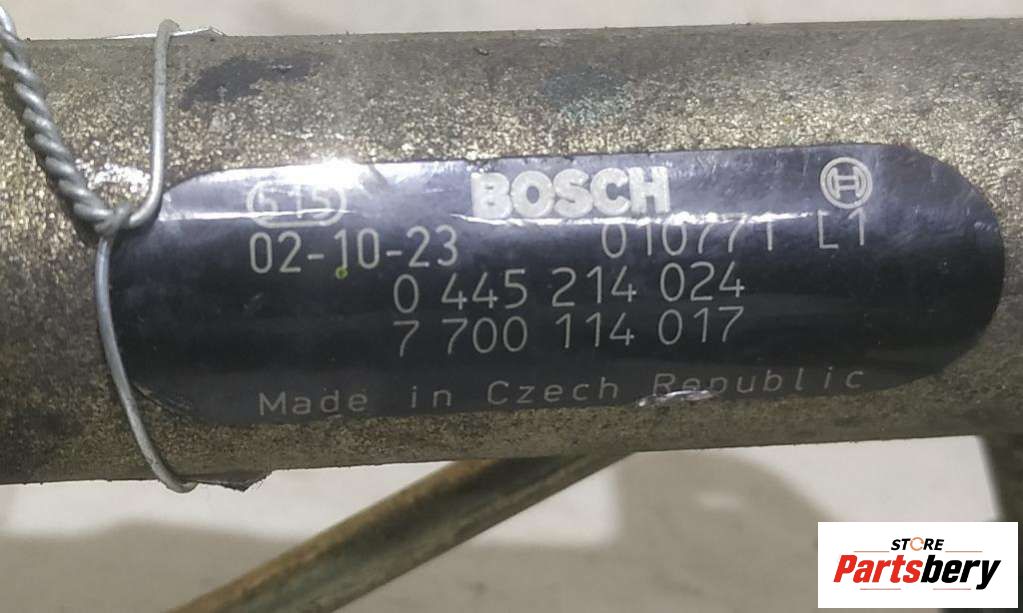 615
BOSCH
02-10-23 010771 L1
0 445 214 024
7 700 114 017
Made in Czech Republic
STORE
Partsbery